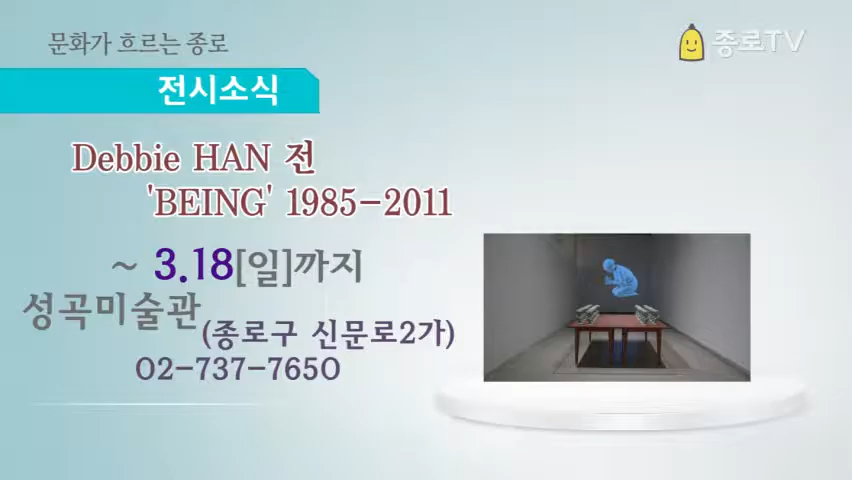 문화가 흐르는 종로
종로TV
전시소식
Debbie HAN 전
'BEING' 1985-2011
~ 3.18[일]까지
성곡미술관
(종로구 신문로2가)
02-737-7650